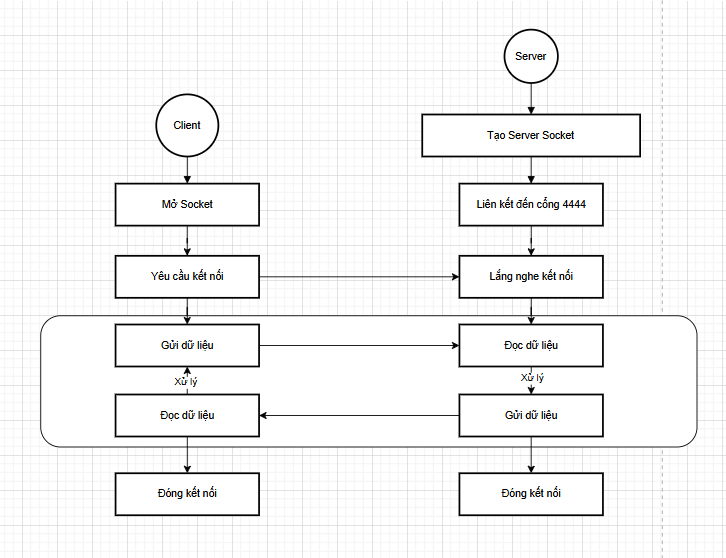 Server
Client
Tạo Server Socket
Mở Socket
Liên kết đến cổng 4444
Yêu cầu kết nối
Lắng nghe kết nối
Gửi dữ liệu
Đọc dữ liệu
Xử lý
Xử lý
Đọc dữ liệu
Gửi dữ liệu
Đóng kết nối
Đóng kết nối